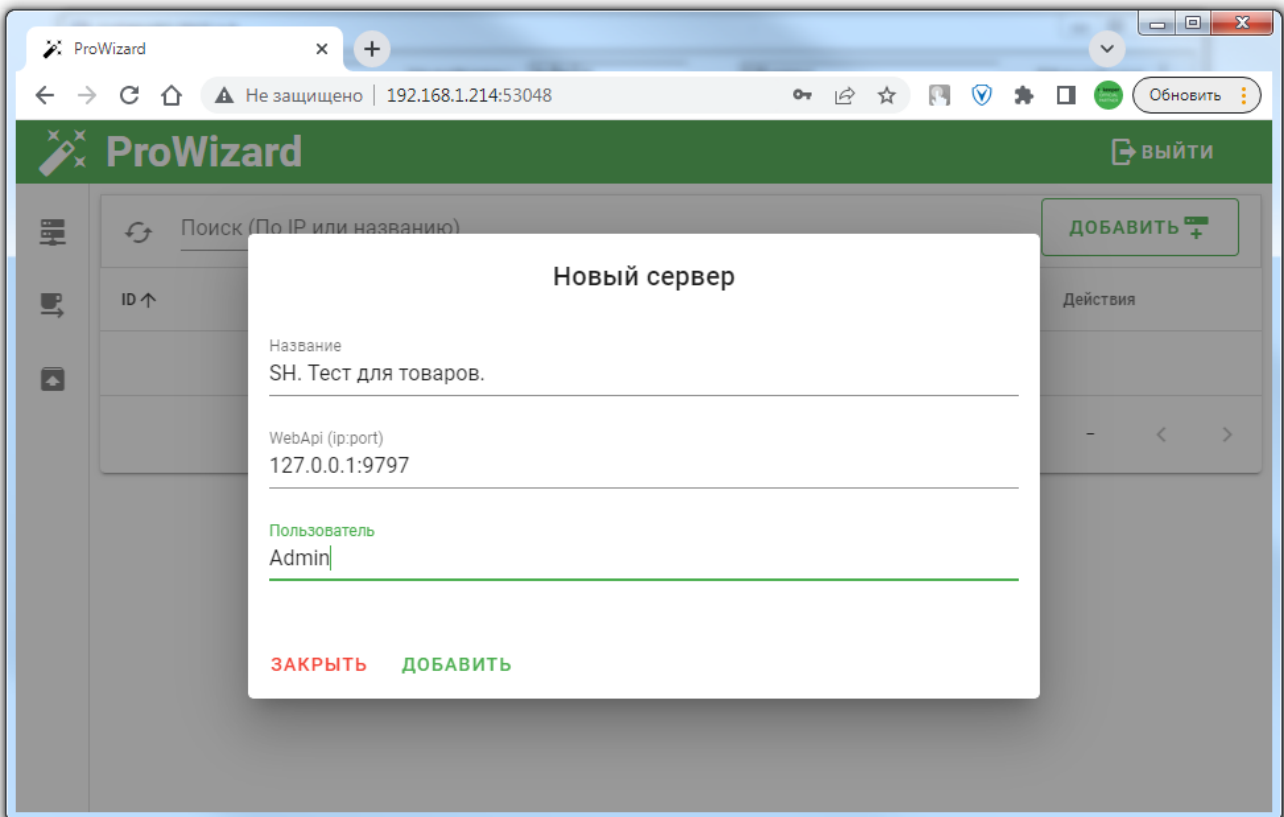 ProWizard
Не защищено 192.168.1.214:53048 Обновить
ProWizard ВЫЙТИ
Поиск (По IP или названию) ДОБАВИТЬ
ID Действия
Новый сервер
Название
SH. Тест для товаров.
WebApi (ip:port)
127.0.0.1:9797
–
Пользователь
Admin
ЗАКРЫТЬ ДОБАВИТЬ